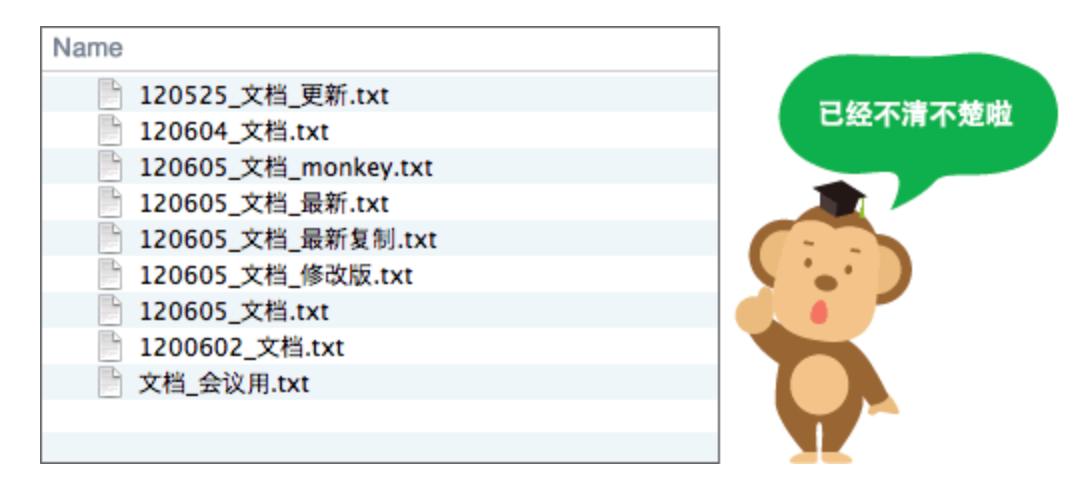 Name
120525_文档_更新.txt
120604_文档.txt
120605_文档_monkey.txt
120605_文档_最新.txt
120605_文档_最新复制.txt
120605_文档_修改版.txt
120605_文档.txt
1200602_文档.txt
文档_会议用.txt
已经不清不楚啦